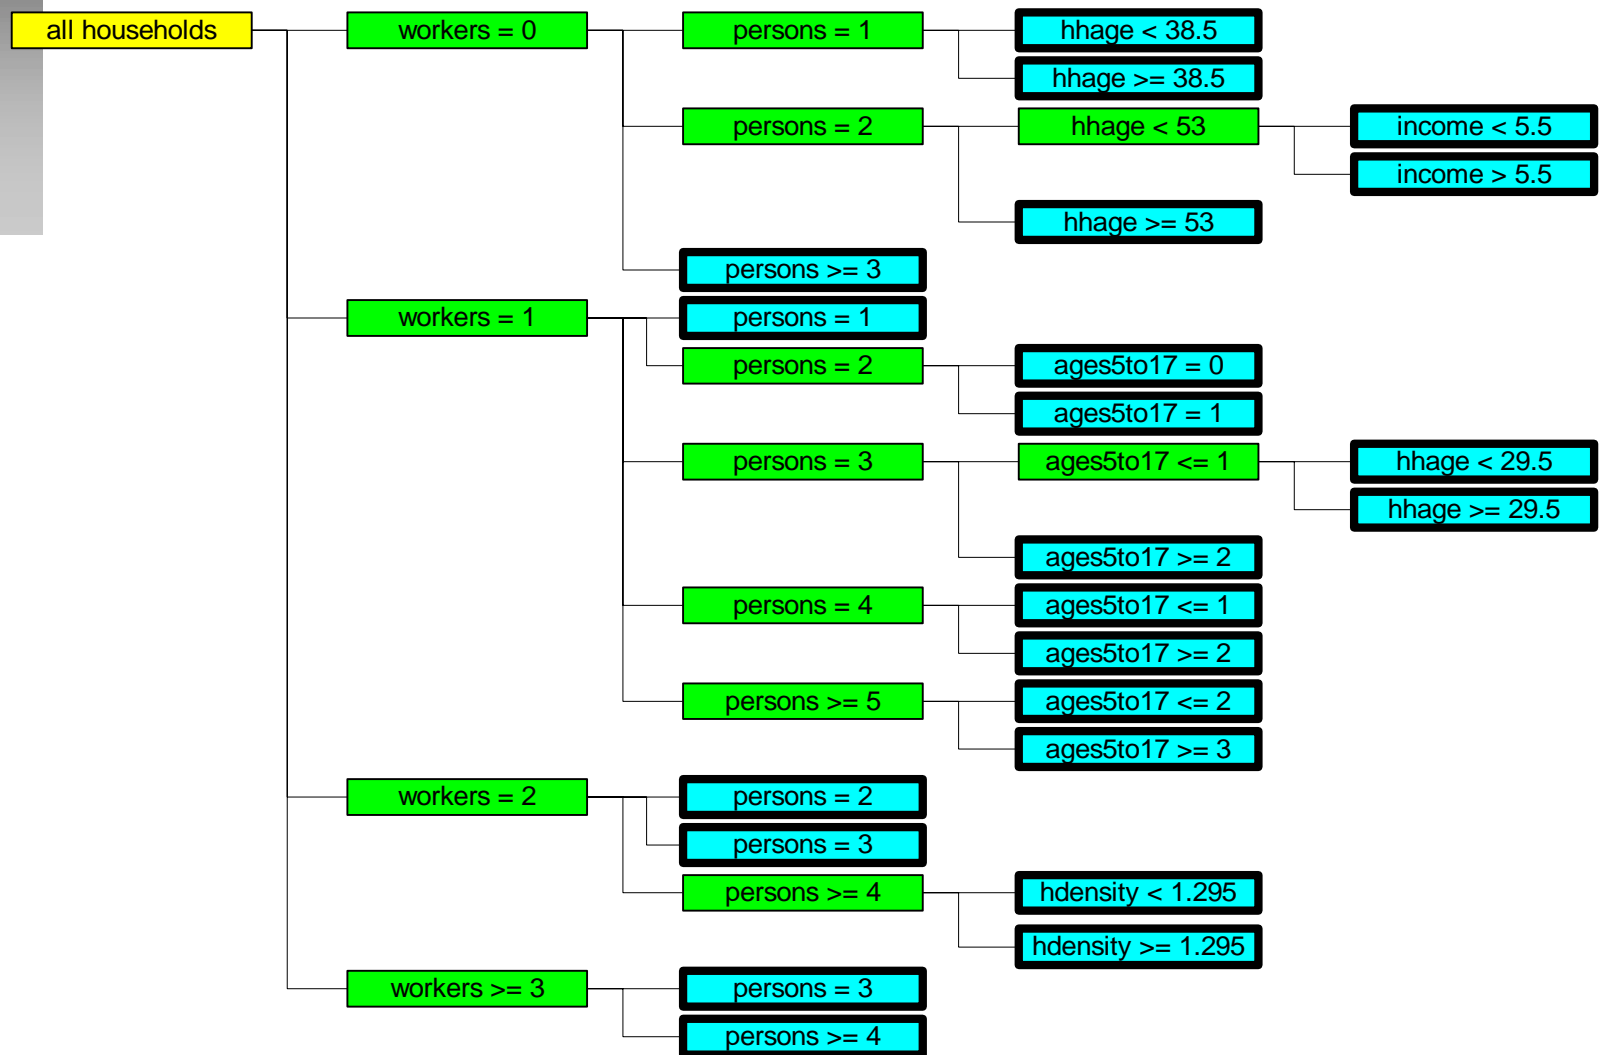 all households
workers = 0
persons = 1
hhage < 38.5
hhage >= 38.5
persons = 2
hhage < 53
income < 5.5
income > 5.5
hhage >= 53
persons >= 3
workers = 1
persons = 1
persons = 2
ages5to17 = 0
ages5to17 = 1
persons = 3
ages5to17 <= 1
hhage < 29.5
hhage >= 29.5
ages5to17 >= 2
persons = 4
ages5to17 <= 1
ages5to17 >= 2
persons >= 5
ages5to17 <= 2
ages5to17 >= 3
workers = 2
persons = 2
persons = 3
persons >= 4
hdensity < 1.295
hdensity >= 1.295
workers >= 3
persons = 3
persons >= 4